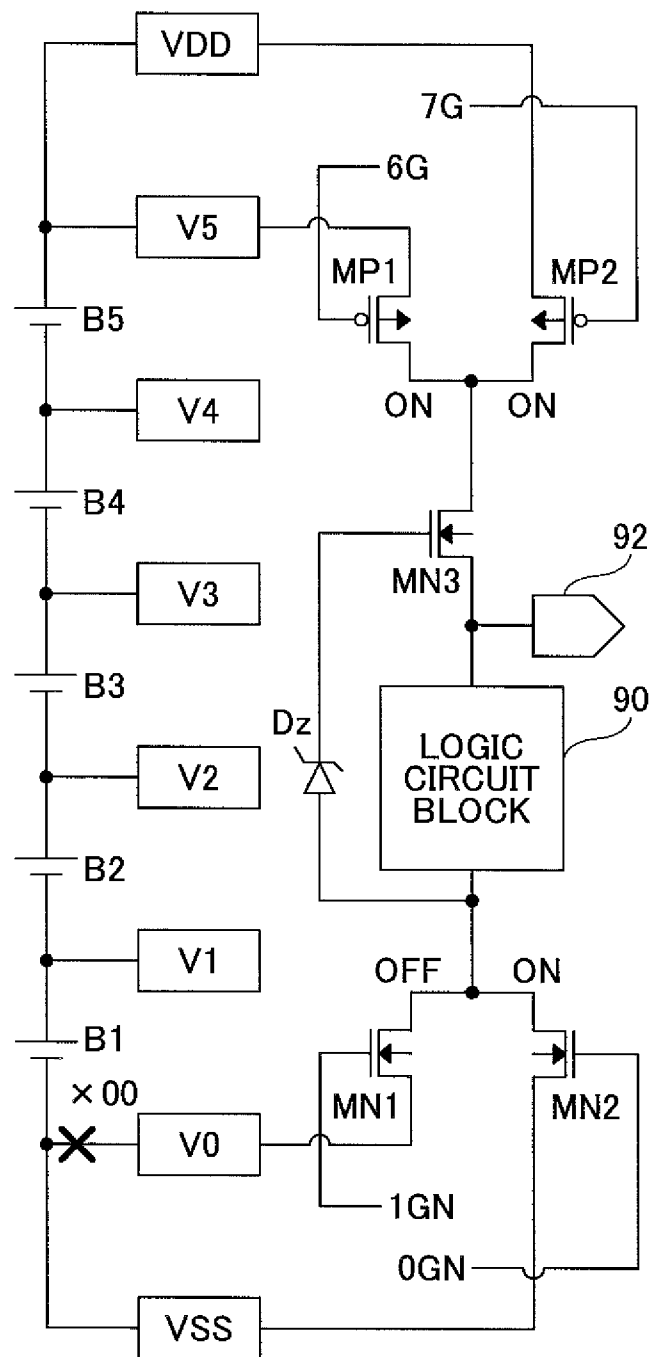 VDD
7G
6G
V5
MP1
MP2
B5
ON
ON
V4
B4
MN3
92
V3
B3
90
Dz
LOGIC
CIRCUIT
BLOCK
V2
B2
V1
OFF
ON
B1
×00
MN1
MN2
V0
1GN
0GN
VSS